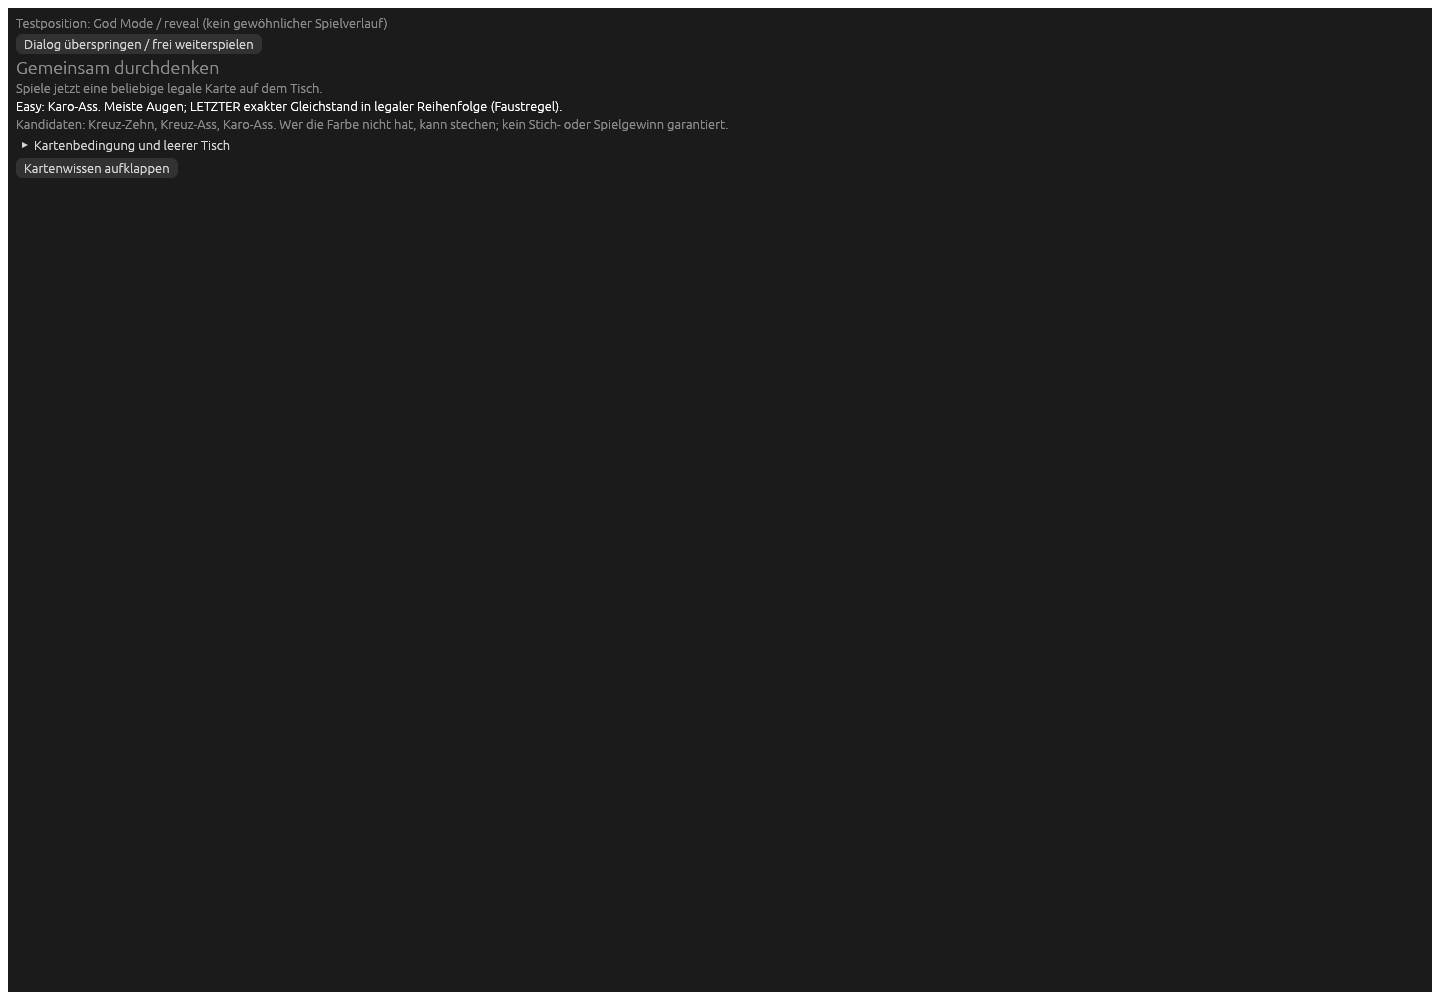 Testposition: God Mode / reveal (kein gewöhnlicher Spielverlauf)
Dialog überspringen / frei weiterspielen
Gemeinsam durchdenken
Spiele jetzt eine beliebige legale Karte auf dem Tisch.
Easy: Karo-Ass. Meiste Augen; LETZTER exakter Gleichstand in legaler Reihenfolge (Faustregel).
Kandidaten: Kreuz-Zehn, Kreuz-Ass, Karo-Ass. Wer die Farbe nicht hat, kann stechen; kein Stich- oder Spielgewinn garantiert.
Kartenbedingung und leerer Tisch
Kartenwissen aufklappen